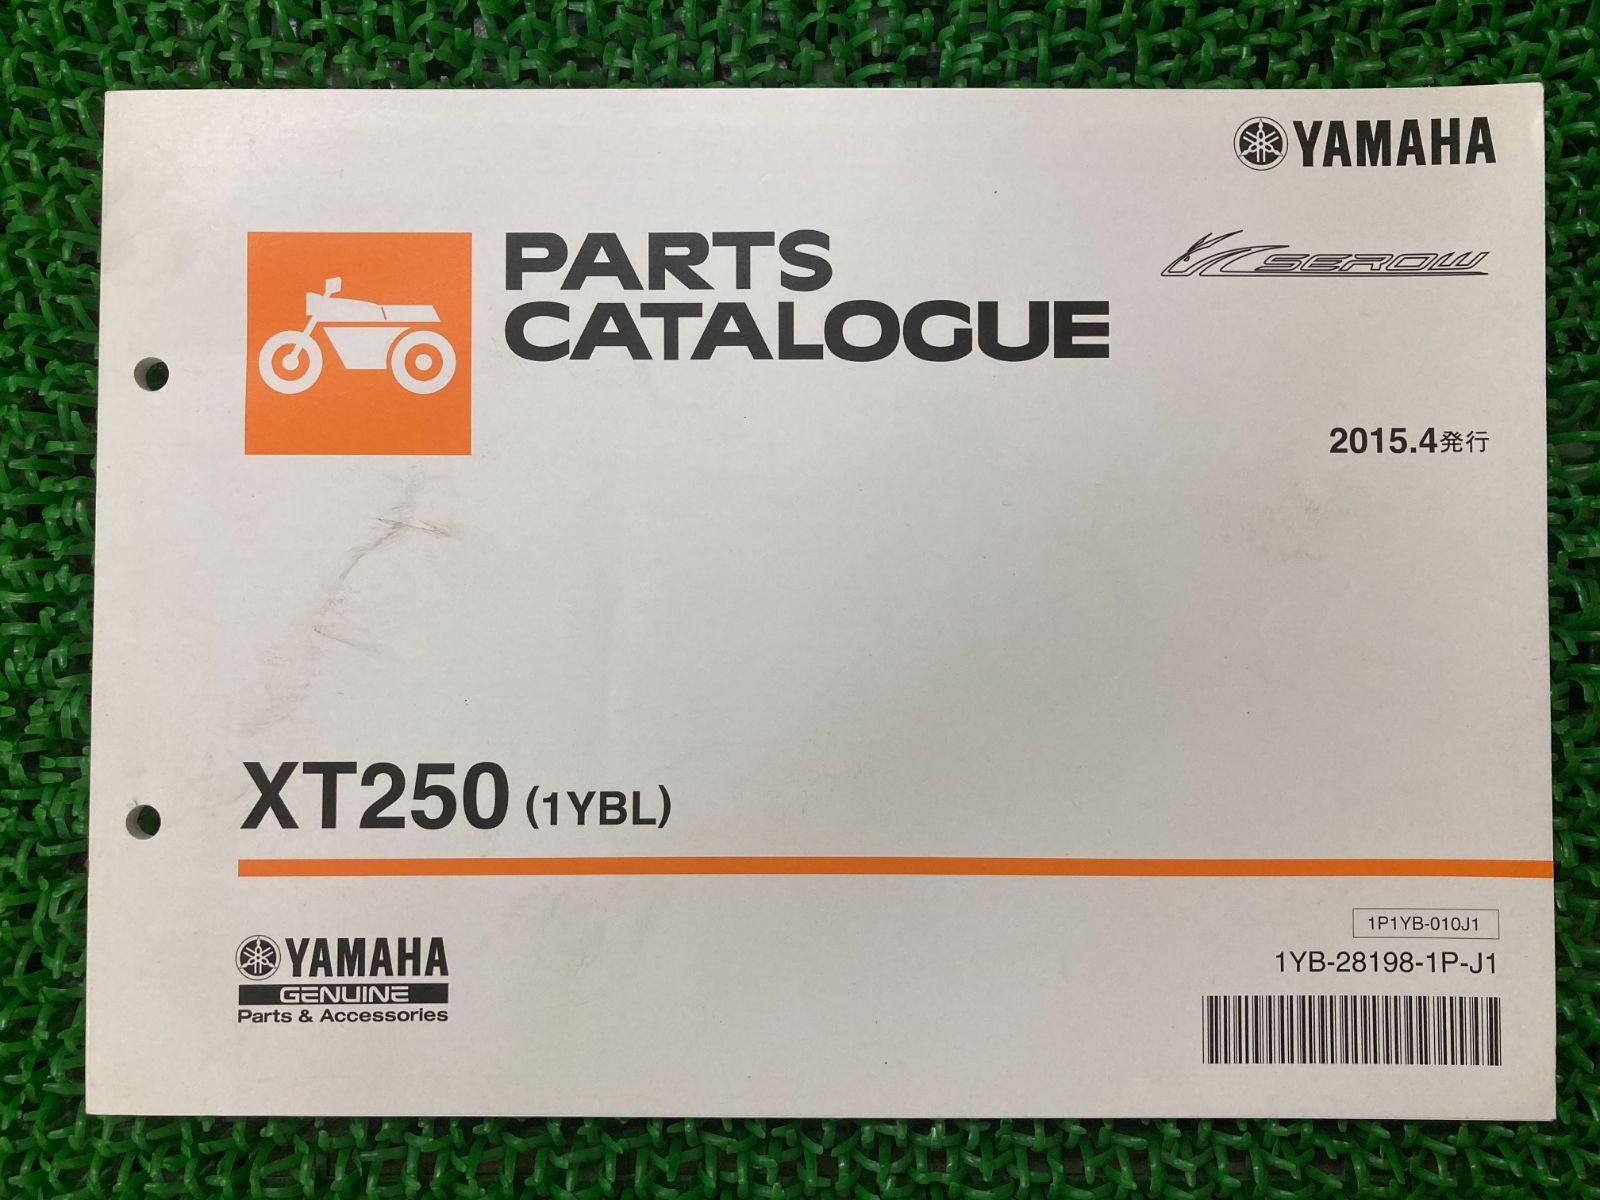 YAMAHA
SEROW
PARTS
CATALOGUE
2015.4発行
XT250 (1YBL)
1P1YB-010J1
1YB-28198-1P-J1
YAMAHA
GENUINE
Parts & Accessories